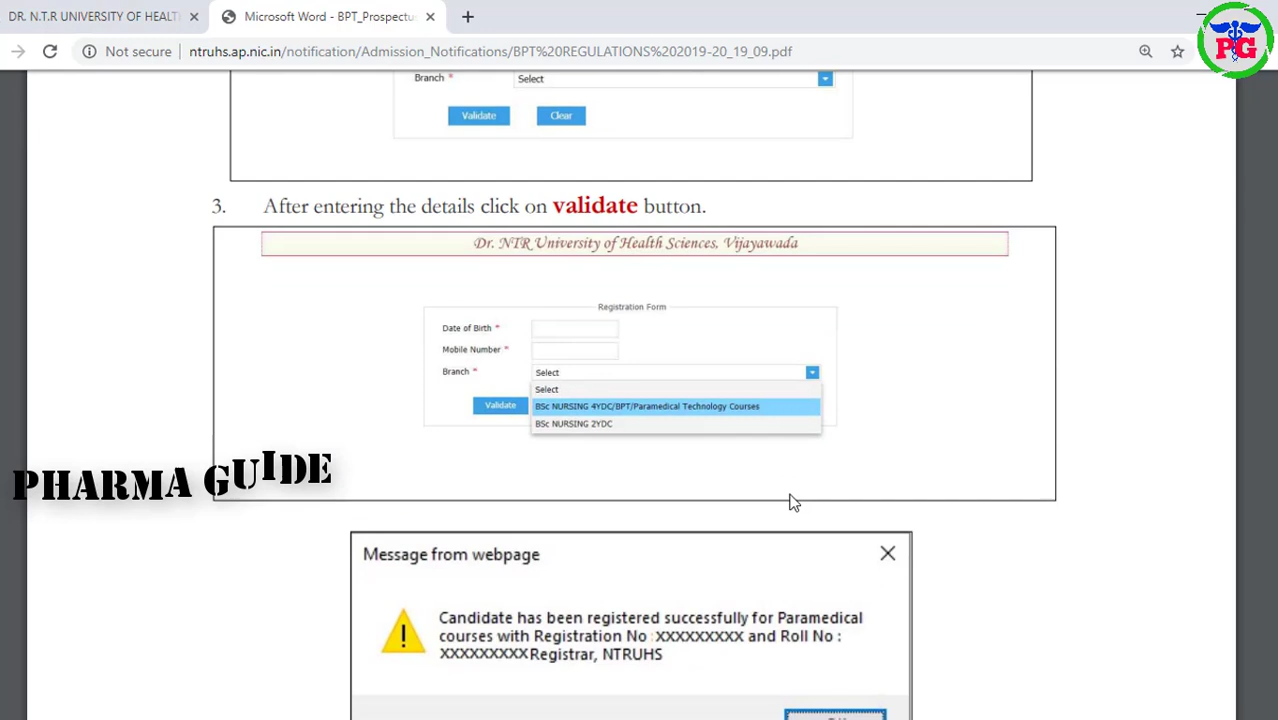 DR. N.T.R UNIVERSITY OF HEALT
Microsoft Word - BPT_Prospectus
Not secure
ntruhs.ap.nic.in/notification/Admission_Notifications/BPT%20REGULATIONS%202019-20_19_09.pdf
PG
Branch * Select
Validate Clear
3. After entering the details click on validate button.
Dr. NTR University of Health Sciences, Vijayawada
Registration Form
Date of Birth *
Mobile Number *
Branch * Select
Select
Validate BSc NURSING 4YDC/BPT/Paramedical Technology Courses
BSc NURSING 2YDC
PHARMA GUIDE
Message from webpage
Candidate has been registered successfully for Paramedical
courses with Registration No :XXXXXXXXX and Roll No :
XXXXXXXXXRegistrar, NTRUHS